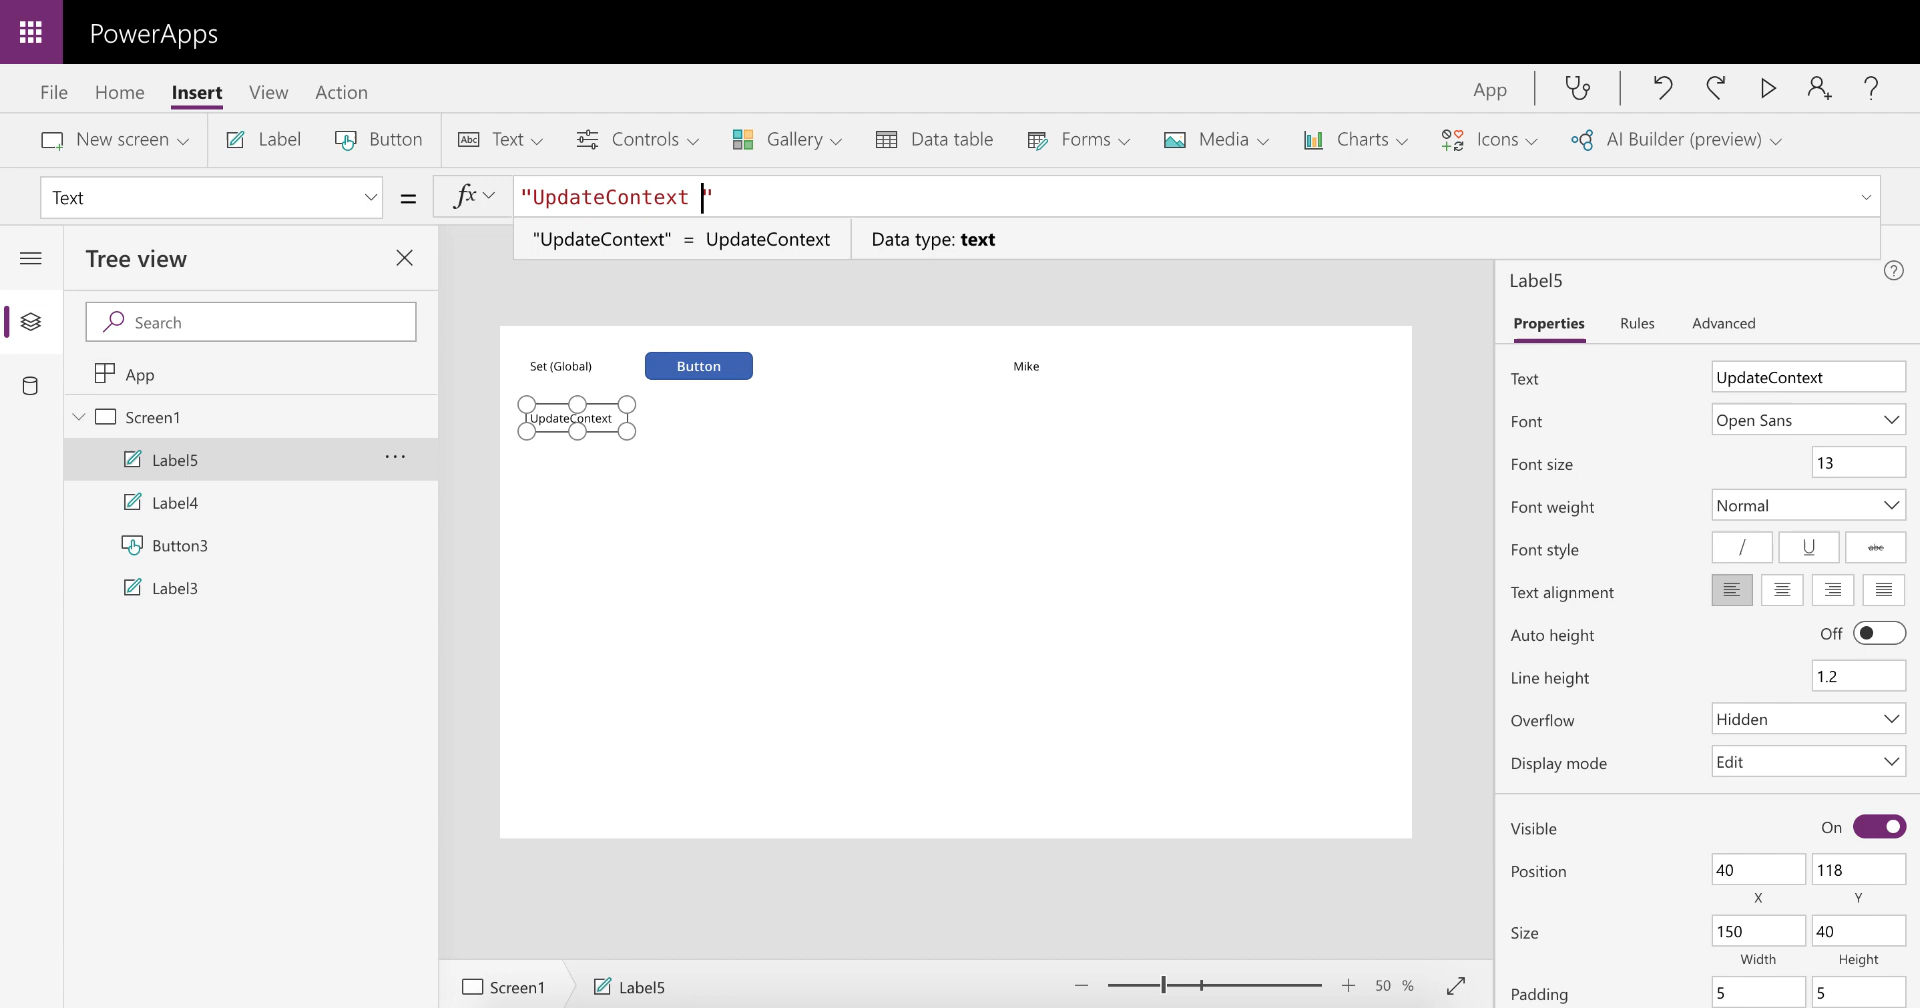 PowerApps
File Home Insert View Action App
New screen Label Button Abc Text Controls Gallery Data table Forms Media Charts Icons AI Builder (preview)
Text = fx "UpdateContext "
"UpdateContext" = UpdateContext Data type: text
Tree view
Search
App
Screen1
Label5 ...
Label4
Button3
Label3
Set (Global) Button Mike
UpdateContext
Label5
Properties Rules Advanced
Text UpdateContext
Font Open Sans
Font size 13
Font weight Normal
Font style / U abc
Text alignment
Auto height Off
Line height 1.2
Overflow Hidden
Display mode Edit
Visible On
Position 40 118
X Y
Size 150 40
Width Height
Padding 5 5
Screen1 Label5 50 %